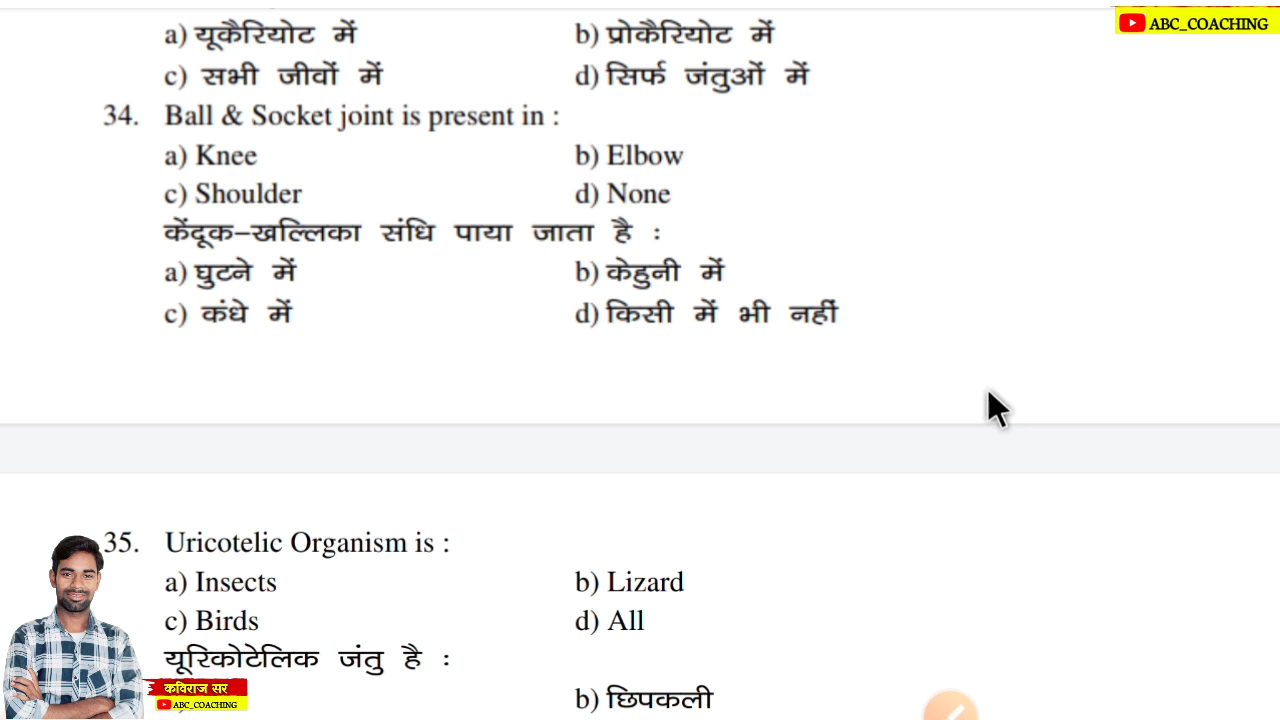 ABC_COACHING
a) यूकैरियोट में b) प्रोकैरियोट में
c) सभी जीवों में d) सिर्फ जंतुओं में
34. Ball & Socket joint is present in :
a) Knee b) Elbow
c) Shoulder d) None
केंदूक–खल्लिका संधि पाया जाता है :
a) घुटने में b) केहुनी में
c) कंधे में d) किसी में भी नहीं
35. Uricotelic Organism is :
a) Insects b) Lizard
c) Birds d) All
यूरिकोटेलिक जंतु है :
b) छिपकली
कविराज सर
ABC_COACHING